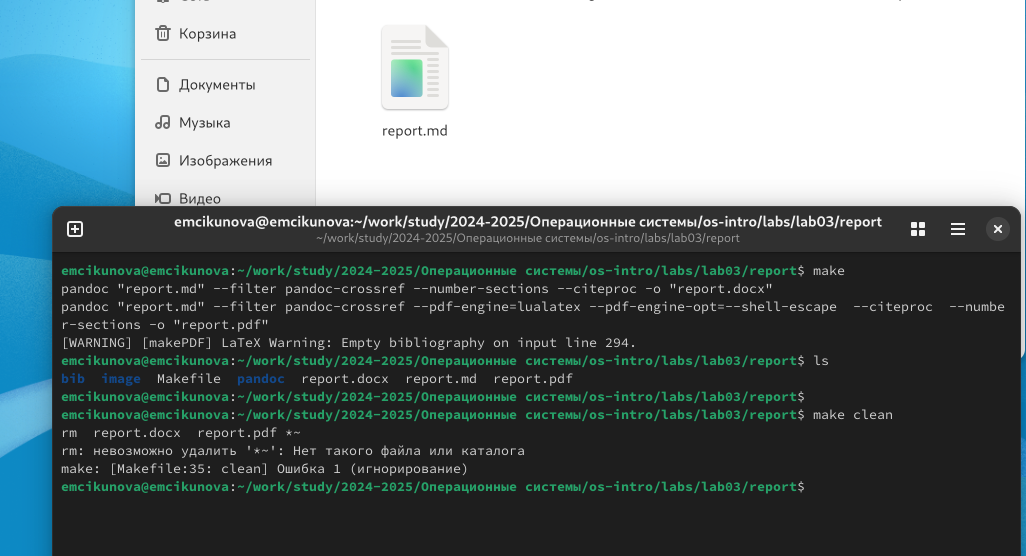 Корзина
Документы
Музыка
Изображения
Видео
report.md
emcikunova@emcikunova:~/work/study/2024-2025/Операционные системы/os-intro/labs/lab03/report
~/work/study/2024-2025/Операционные системы/os-intro/labs/lab03/report
emcikunova@emcikunova:~/work/study/2024-2025/Операционные системы/os-intro/labs/lab03/report$ make
pandoc "report.md" --filter pandoc-crossref --number-sections --citeproc -o "report.docx"
pandoc "report.md" --filter pandoc-crossref --pdf-engine=lualatex --pdf-engine-opt=--shell-escape  --citeproc  --numbe
r-sections -o "report.pdf"
[WARNING] [makePDF] LaTeX Warning: Empty bibliography on input line 294.
emcikunova@emcikunova:~/work/study/2024-2025/Операционные системы/os-intro/labs/lab03/report$ ls
bib  image  Makefile  pandoc  report.docx  report.md  report.pdf
emcikunova@emcikunova:~/work/study/2024-2025/Операционные системы/os-intro/labs/lab03/report$
emcikunova@emcikunova:~/work/study/2024-2025/Операционные системы/os-intro/labs/lab03/report$ make clean
rm  report.docx  report.pdf *~
rm: невозможно удалить '*~': Нет такого файла или каталога
make: [Makefile:35: clean] Ошибка 1 (игнорирование)
emcikunova@emcikunova:~/work/study/2024-2025/Операционные системы/os-intro/labs/lab03/report$